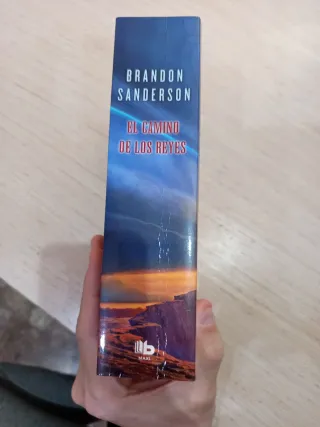 BRANDON
SANDERSON
EL CAMINO
DE LOS REYES
b